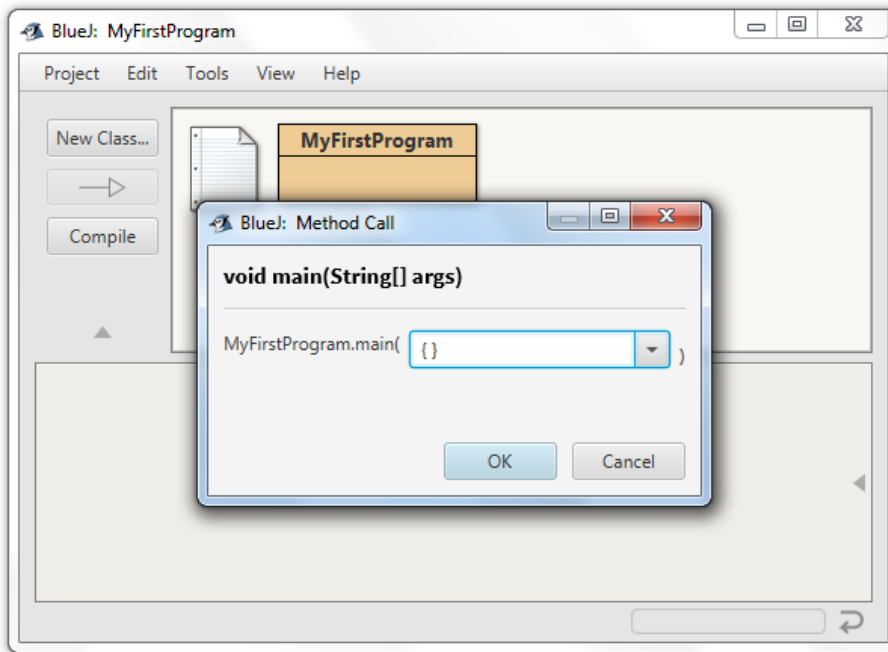 BlueJ: MyFirstProgram
Project Edit Tools View Help
New Class...
MyFirstProgram
Compile
BlueJ: Method Call
void main(String[] args)
MyFirstProgram.main( { } )
OK Cancel